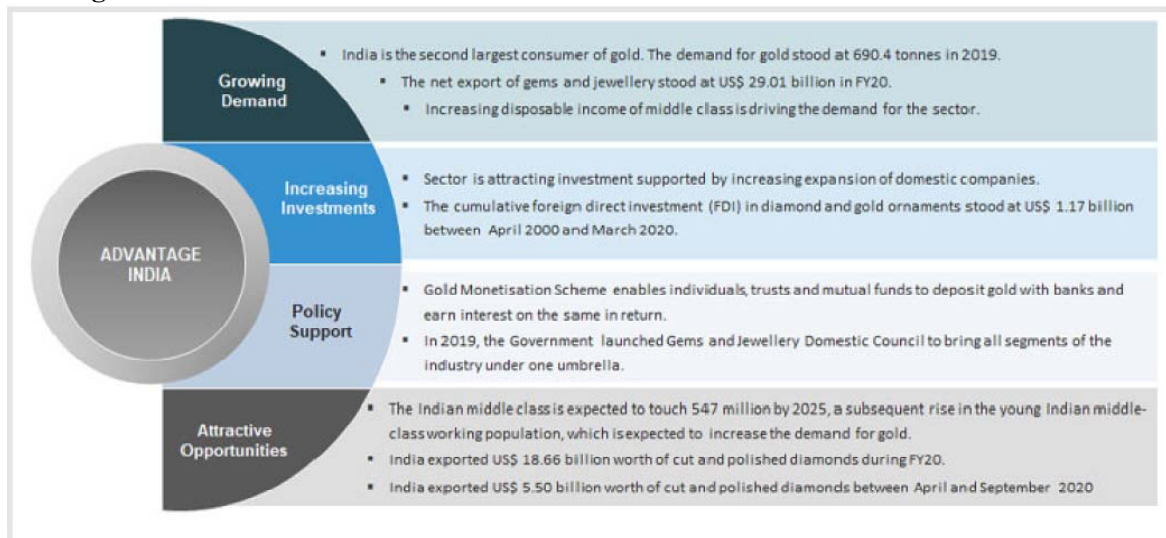 ADVANTAGE
INDIA
Growing
Demand
▪ India is the second largest consumer of gold. The demand for gold stood at 690.4 tonnes in 2019.
▪ The net export of gems and jewellery stood at US$ 29.01 billion in FY20.
▪ Increasing disposable income of middle class is driving the demand for the sector.
Increasing
Investments
▪ Sector is attracting investment supported by increasing expansion of domestic companies.
▪ The cumulative foreign direct investment (FDI) in diamond and gold ornaments stood at US$ 1.17 billion
between April 2000 and March 2020.
Policy
Support
▪ Gold Monetisation Scheme enables individuals, trusts and mutual funds to deposit gold with banks and
earn interest on the same in return.
▪ In 2019, the Government launched Gems and Jewellery Domestic Council to bring all segments of the
industry under one umbrella.
Attractive
Opportunities
▪ The Indian middle class is expected to touch 547 million by 2025, a subsequent rise in the young Indian middle-
class working population, which is expected to increase the demand for gold.
▪ India exported US$ 18.66 billion worth of cut and polished diamonds during FY20.
▪ India exported US$ 5.50 billion worth of cut and polished diamonds between April and September 2020